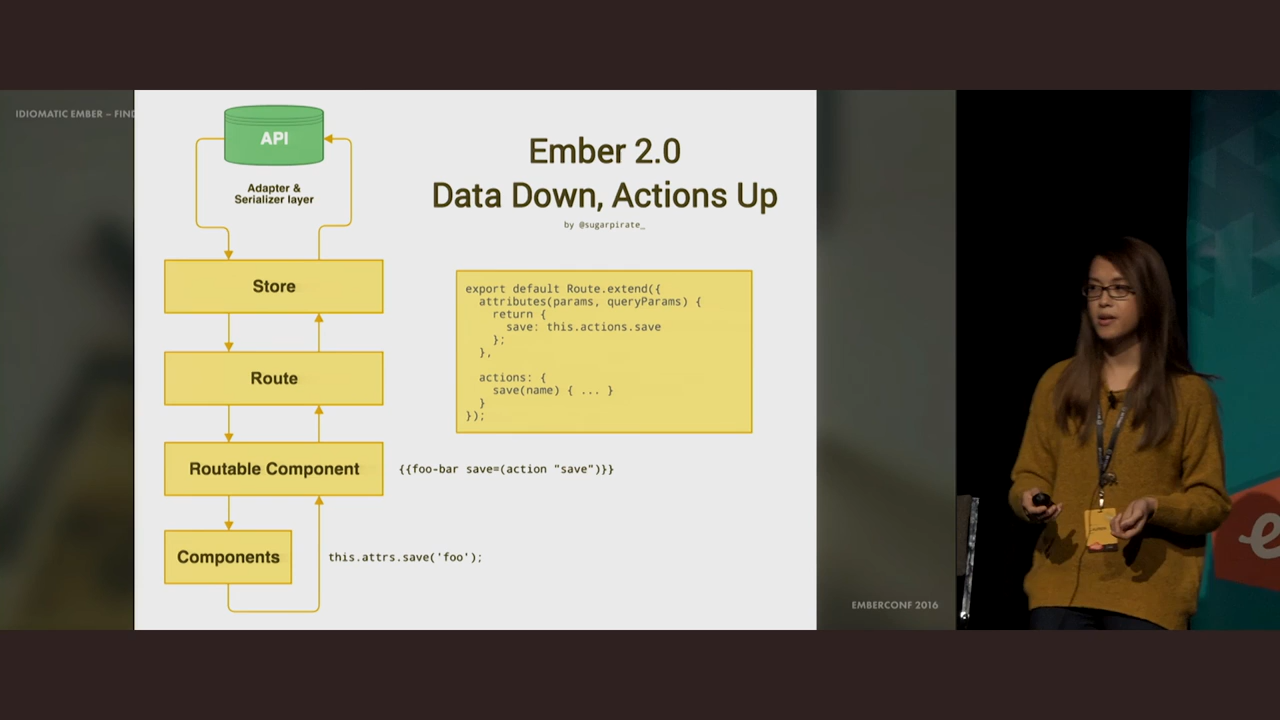 IDIOMATIC EMBER – FIND
API
Adapter &
Serializer layer
Store
Route
Routable Component
Components
Ember 2.0
Data Down, Actions Up
by @sugarpirate_
export default Route.extend({
attributes(params, queryParams) {
return {
save: this.actions.save
};
},
actions: {
save(name) { ... }
}
});
{{foo-bar save=(action "save")}}
this.attrs.save('foo');
EMBERCONF 2016
e